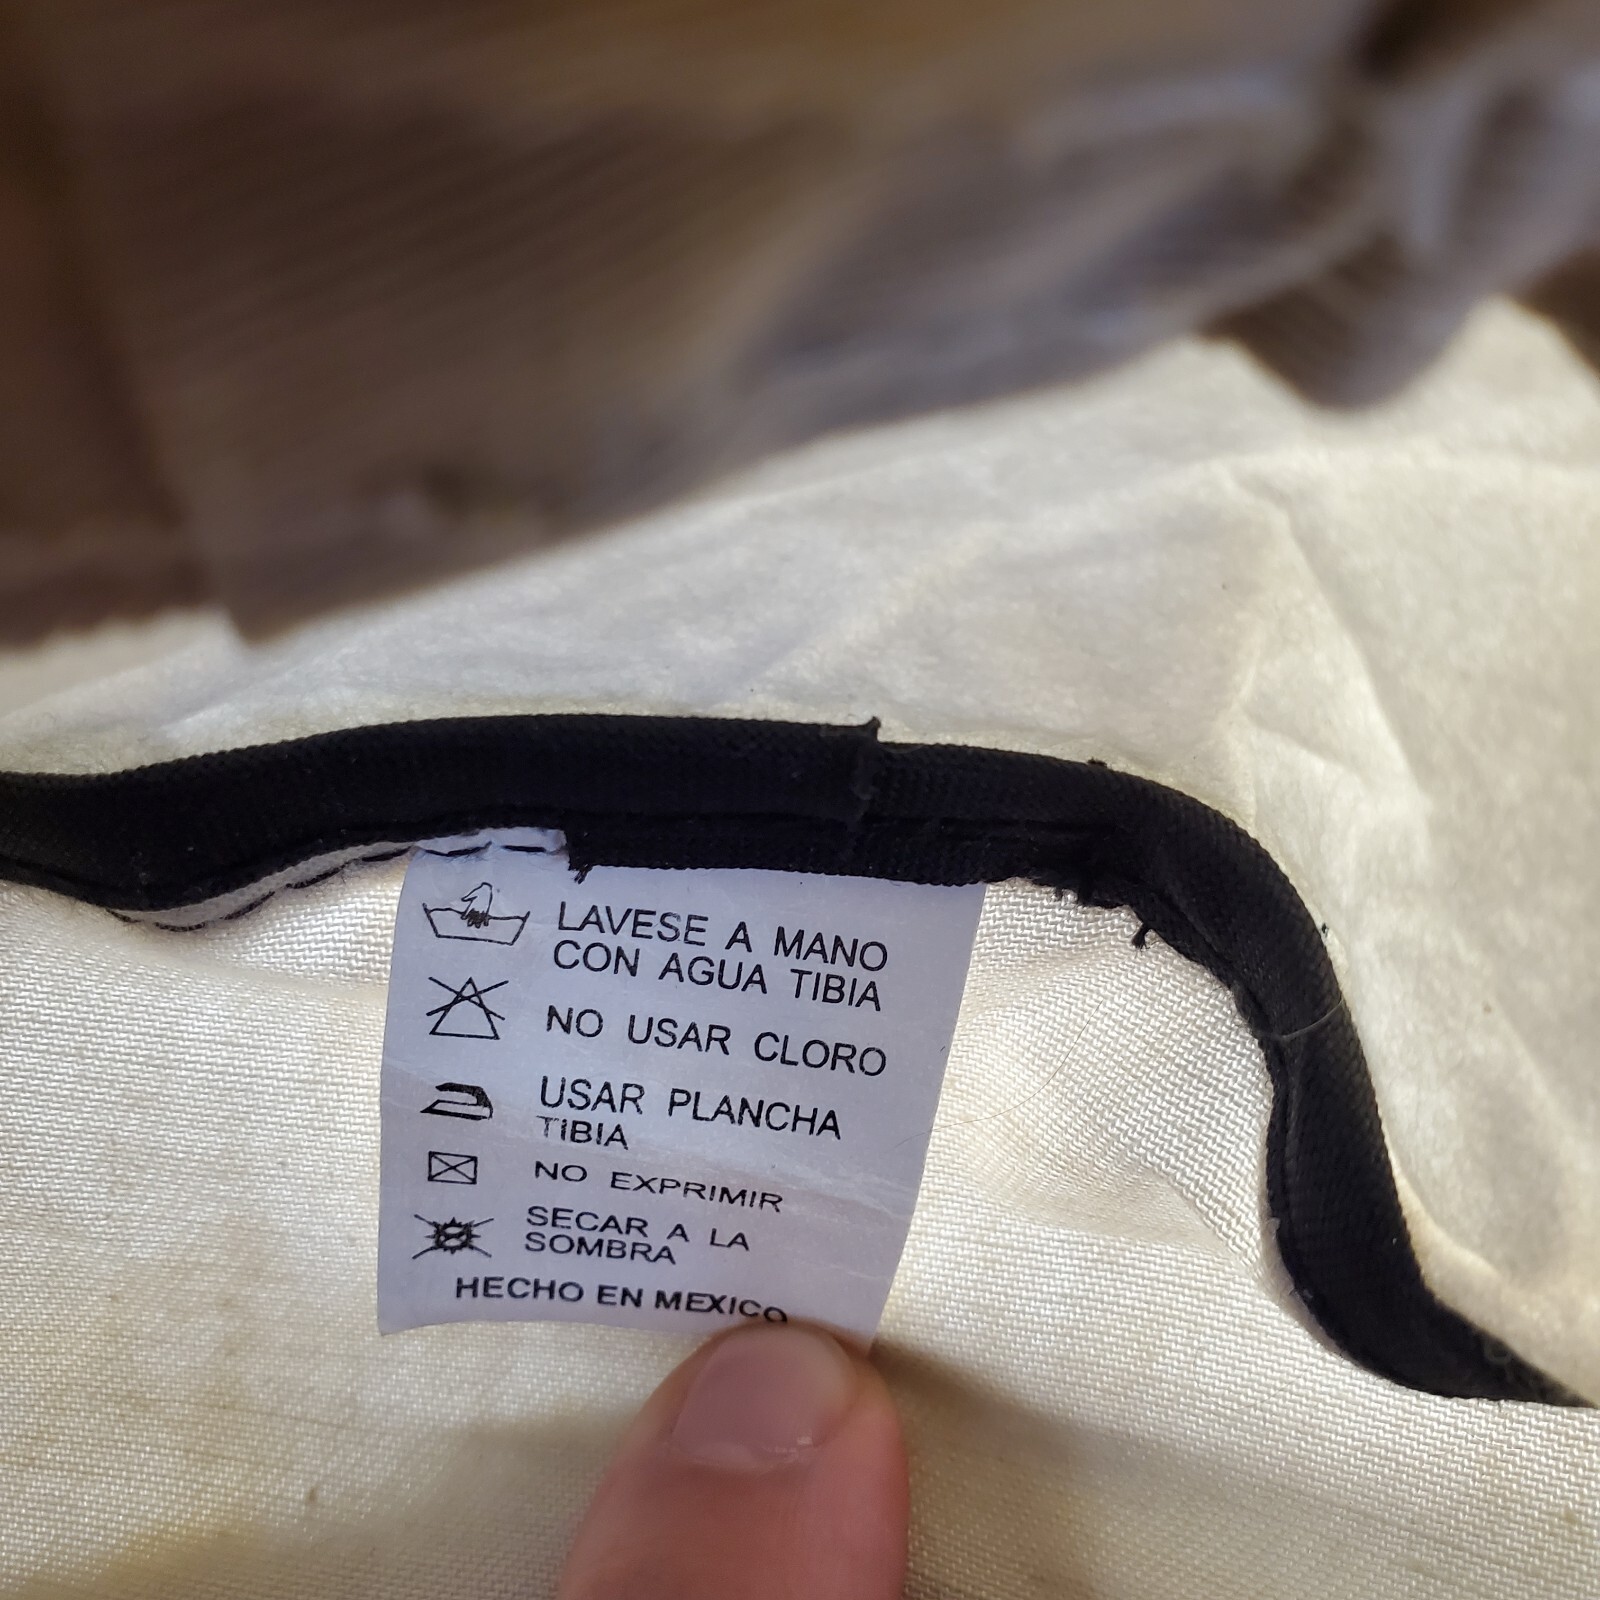 LAVESE A MANO
CON AGUA TIBIA
NO USAR CLORO
USAR PLANCHA
TIBIA
NO EXPRIMIR
SECAR A LA
SOMBRA
HECHO EN MEXICO